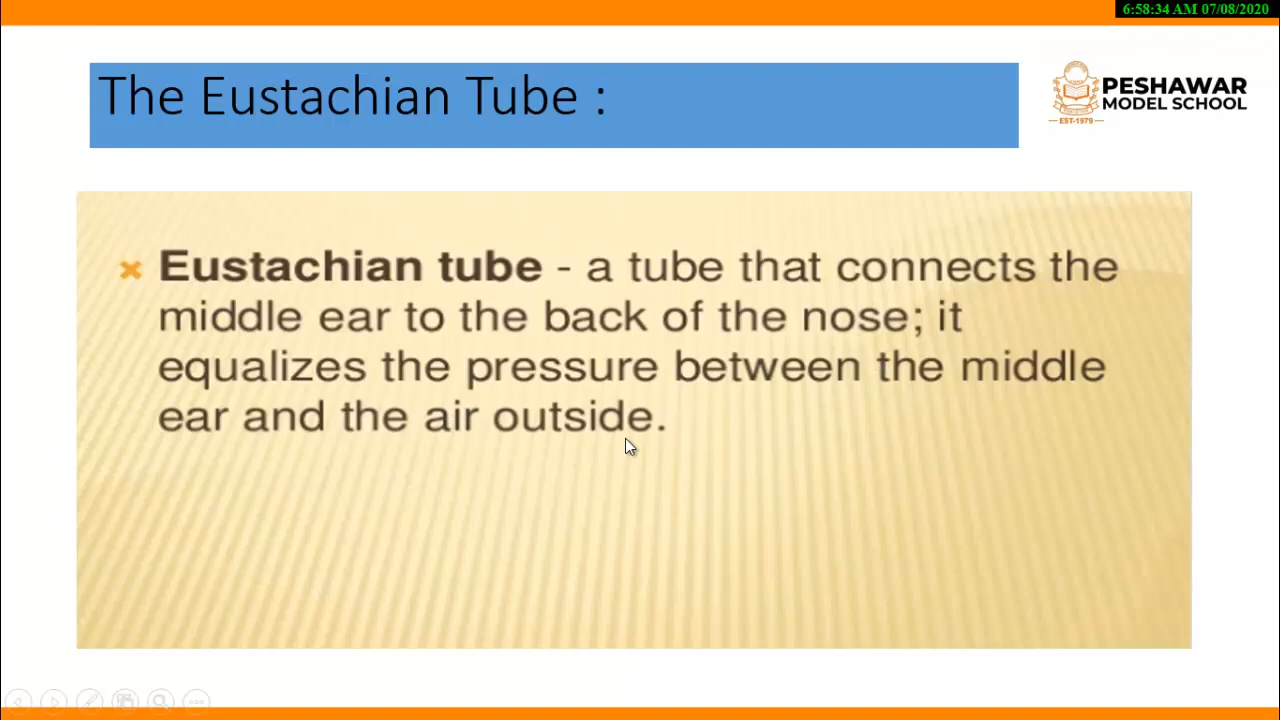 6:58:34 AM 07/08/2020
The Eustachian Tube :
PESHAWAR
MODEL SCHOOL
EST-1979
Eustachian tube - a tube that connects the
middle ear to the back of the nose; it
equalizes the pressure between the middle
ear and the air outside.